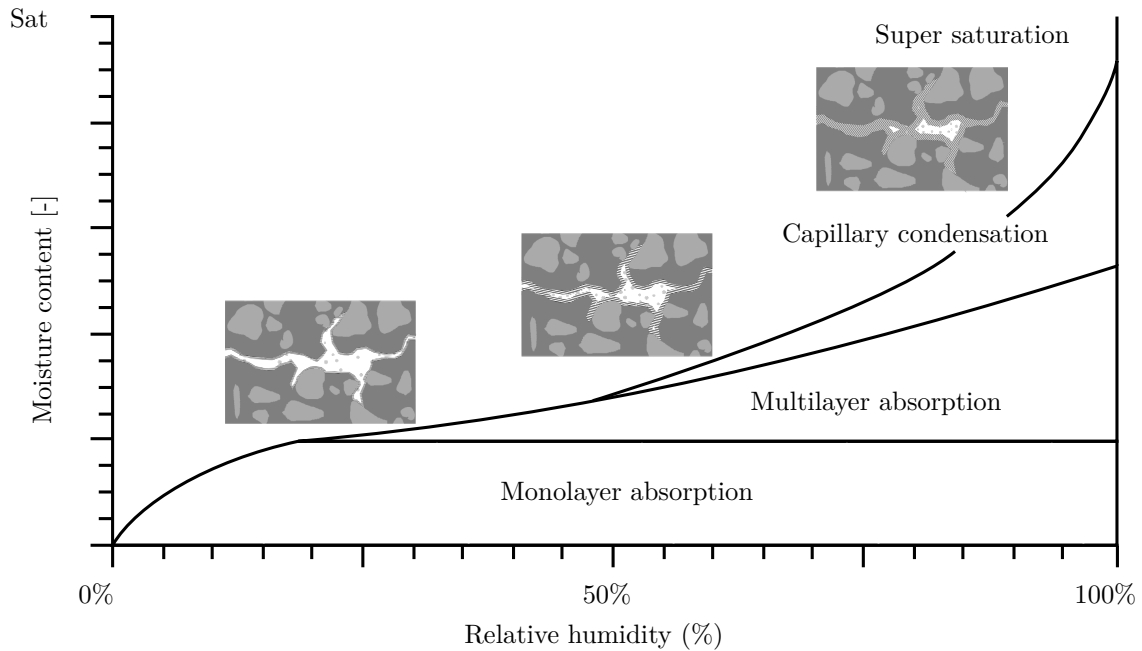 Sat
Super saturation
Capillary condensation
Moisture content [-]
Multilayer absorption
Monolayer absorption
0%
50%
100%
Relative humidity (%)